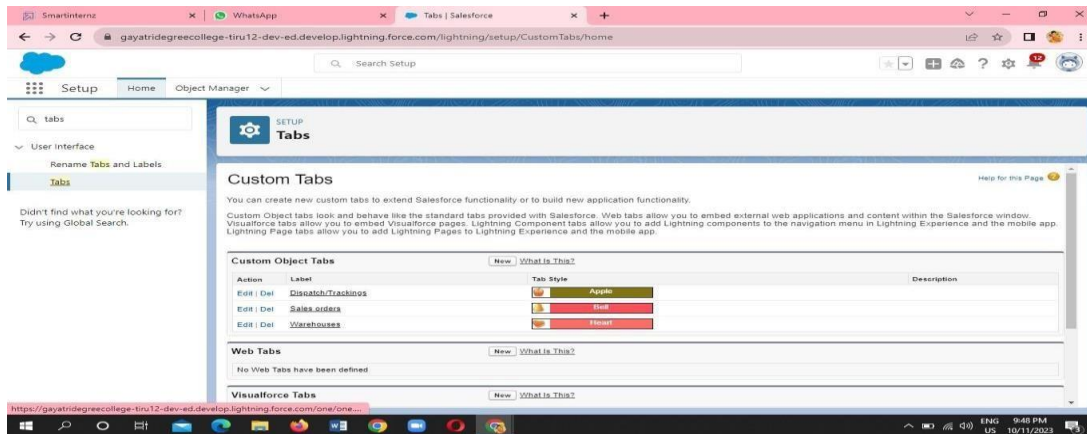 Smartinternz
WhatsApp
Tabs | Salesforce
gayatridegreecollege-tiru12-dev-ed.develop.lightning.force.com/lightning/setup/CustomTabs/home
Search Setup
12
Setup Home Object Manager
tabs
User Interface
Rename Tabs and Labels
Tabs
Didn't find what you're looking for?
Try using Global Search.
SETUP
Tabs
Custom Tabs
Help for this Page
You can create new custom tabs to extend Salesforce functionality or to build new application functionality.
Custom Object tabs look and behave like the standard tabs provided with Salesforce. Web tabs allow you to embed external web applications and content within the Salesforce window.
Visualforce tabs allow you to embed Visualforce pages. Lightning Component tabs allow you to add Lightning components to the navigation menu in Lightning Experience and the mobile app.
Lightning Page tabs allow you to add Lightning Pages to Lightning Experience and the mobile app.
Custom Object Tabs New What Is This?
Action Label Tab Style Description
Edit | Del Dispatch/Trackings Apple
Edit | Del Sales orders Bell
Edit | Del Warehouses Heart
Web Tabs New What Is This?
No Web Tabs have been defined
Visualforce Tabs New What Is This?
https://gayatridegreecollege-tiru12-dev-ed.develop.lightning.force.com/one/one....
ENG 9:48 PM
US 10/11/2023